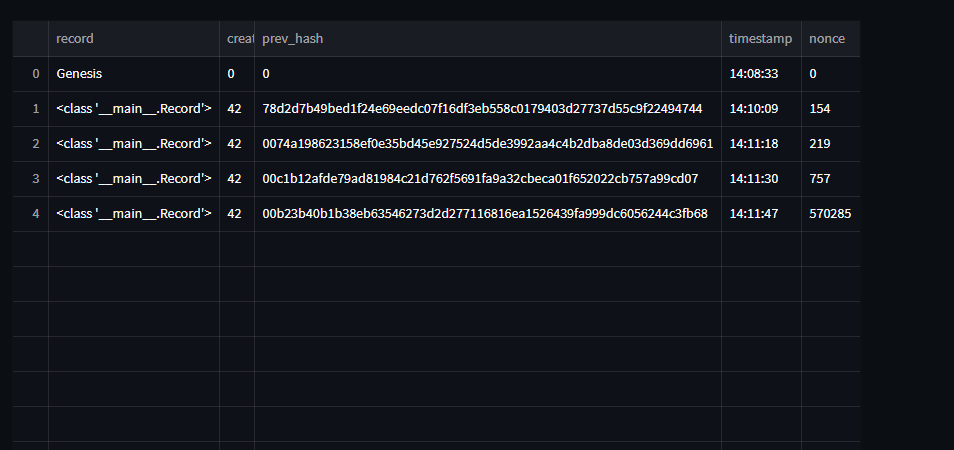 record creat prev_hash timestamp nonce
0 Genesis 0 0 14:08:33 0
1 <class '__main__.Record'> 42 78d2d7b49bed1f24e69eedc07f16df3eb558c0179403d27737d55c9f22494744 14:10:09 154
2 <class '__main__.Record'> 42 0074a198623158ef0e35bd45e927524d5de3992aa4c4b2dba8de03d369dd6961 14:11:18 219
3 <class '__main__.Record'> 42 00c1b12afde79ad81984c21d762f5691fa9a32cbeca01f652022cb757a99cd07 14:11:30 757
4 <class '__main__.Record'> 42 00b23b40b1b38eb63546273d2d277116816ea1526439fa999dc6056244c3fb68 14:11:47 570285